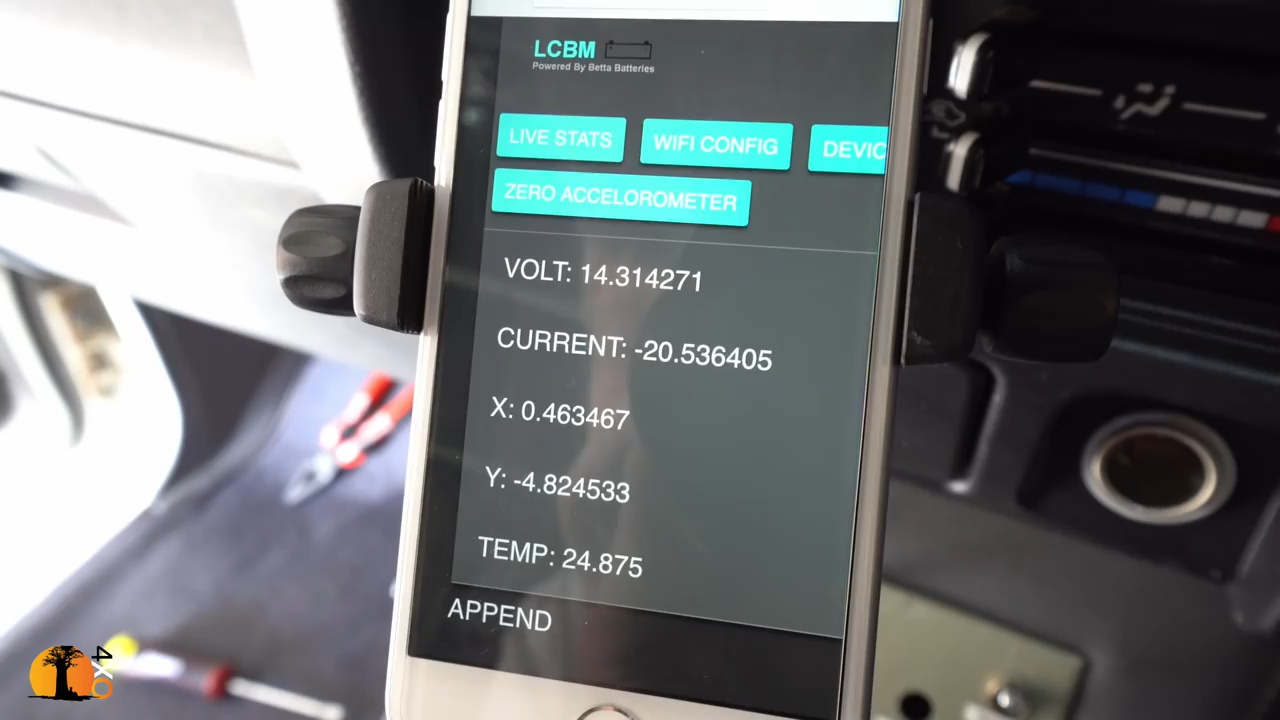 LCBM
Powered By Betta Batteries
LIVE STATS WIFI CONFIG DEVIC
ZERO ACCELOROMETER
VOLT: 14.314271
CURRENT: -20.536405
X: 0.463467
Y: -4.824533
TEMP: 24.875
APPEND
4XO